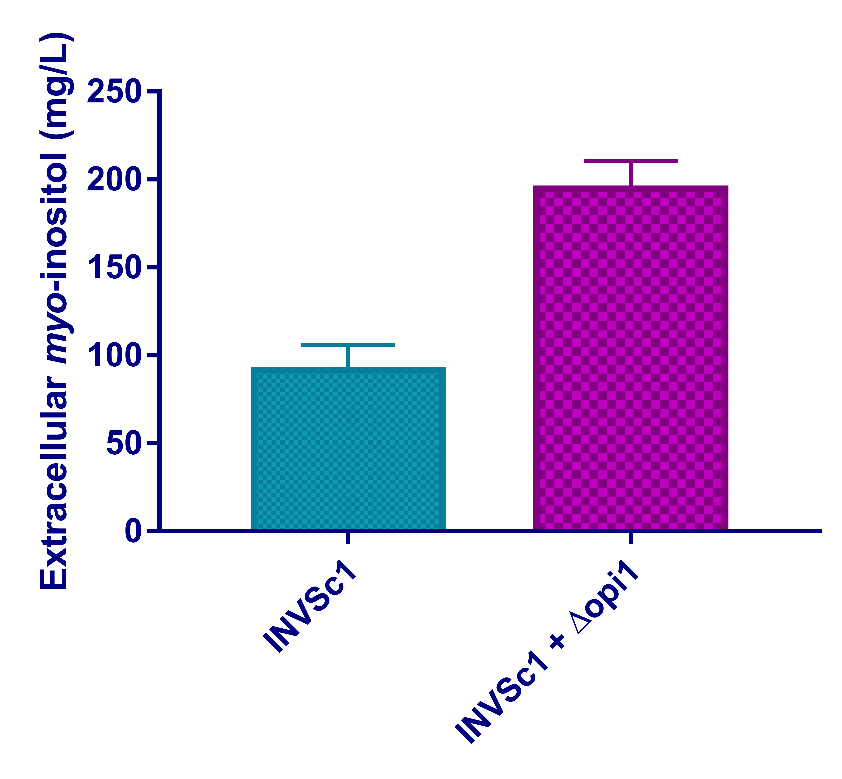 Extracellular myo-inositol (mg/L)
250
200
150
100
50
0
INVSc1
INVSc1 + Δopi1